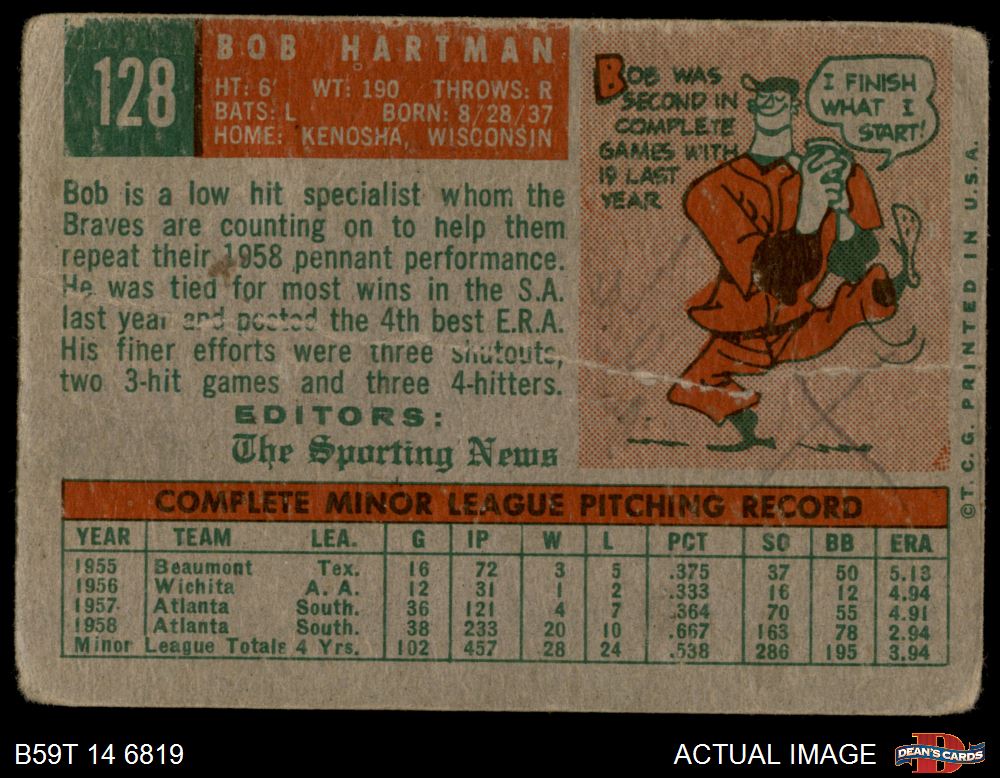 128
BOB HARTMAN
HT: 6' WT: 190 THROWS: R
BATS: L BORN: 8/28/37
HOME: KENOSHA, WISCONSIN
BOB WAS
SECOND IN
COMPLETE
GAMES WITH
19 LAST
YEAR
I FINISH
WHAT I
START!
Bob is a low hit specialist whom the
Braves are counting on to help them
repeat their 1958 pennant performance.
He was tied for most wins in the S.A.
last year and posted the 4th best E.R.A.
His finer efforts were three shutouts,
two 3-hit games and three 4-hitters.
EDITORS:
The Sporting News
©T. C. G. PRINTED IN U.S.A.
COMPLETE MINOR LEAGUE PITCHING RECORD
YEAR TEAM LEA. G IP W L PCT SO BB ERA
1955 Beaumont Tex. 16 72 3 5 .375 37 50 5.13
1956 Wichita A. A. 12 31 1 2 .333 16 12 4.94
1957 Atlanta South. 36 121 4 7 .364 70 55 4.91
1958 Atlanta South. 38 233 20 10 .667 163 78 2.94
Minor League Totals 4 Yrs. 102 457 28 24 .538 286 195 3.94
B59T 14 6819
ACTUAL IMAGE
DEAN'S CARDS